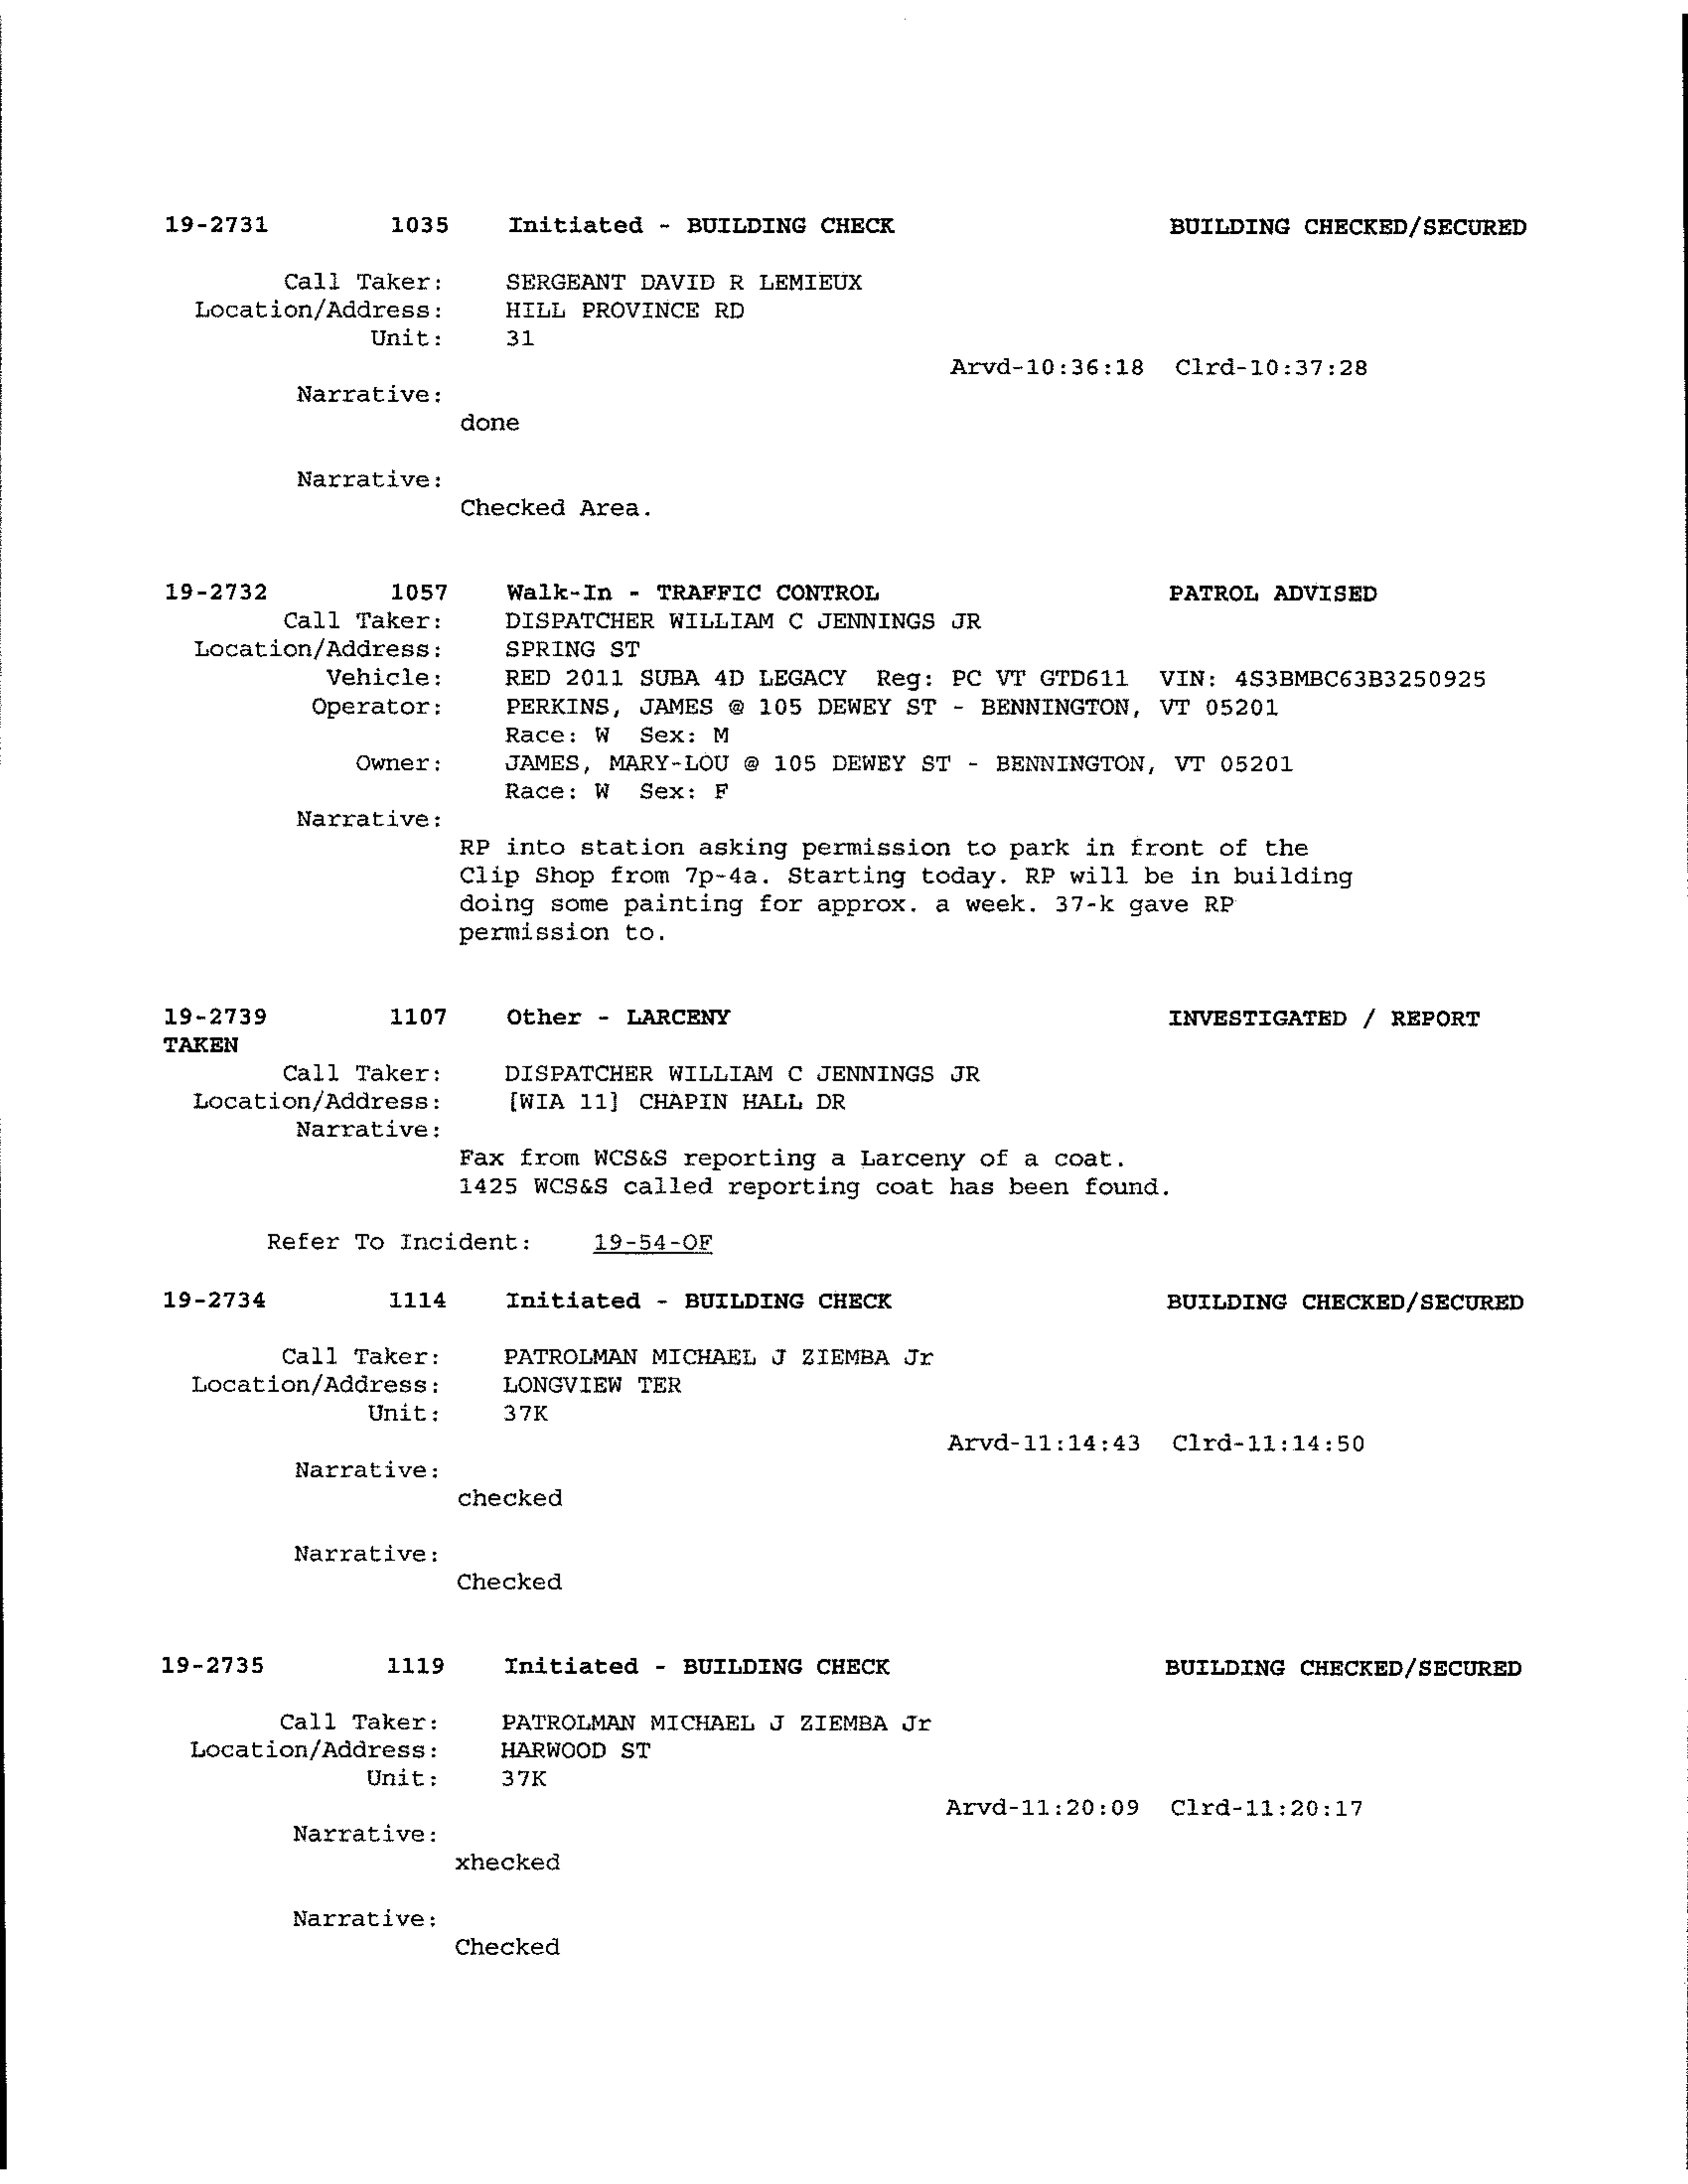 19-2731 1035 Initiated - BUILDING CHECK BUILDING CHECKED/SECURED
Call Taker: SERGEANT DAVID R LEMIEUX
Location/Address: HILL PROVINCE RD
Unit: 31
Arvd-10:36:18 Clrd-10:37:28
Narrative:
done
Narrative:
Checked Area.
19-2732 1057 Walk-In - TRAFFIC CONTROL PATROL ADVISED
Call Taker: DISPATCHER WILLIAM C JENNINGS JR
Location/Address: SPRING ST
Vehicle: RED 2011 SUBA 4D LEGACY Reg: PC VT GTD611 VIN: 4S3BMBC63B3250925
Operator: PERKINS, JAMES @ 105 DEWEY ST - BENNINGTON, VT 05201
Race: W Sex: M
Owner: JAMES, MARY-LOU @ 105 DEWEY ST - BENNINGTON, VT 05201
Race: W Sex: F
Narrative:
RP into station asking permission to park in front of the
Clip Shop from 7p-4a. Starting today. RP will be in building
doing some painting for approx. a week. 37-k gave RP
permission to.
19-2739 1107 Other - LARCENY INVESTIGATED / REPORT
TAKEN
Call Taker: DISPATCHER WILLIAM C JENNINGS JR
Location/Address: [WIA 11] CHAPIN HALL DR
Narrative:
Fax from WCS&S reporting a Larceny of a coat.
1425 WCS&S called reporting coat has been found.
Refer To Incident: 19-54-OF
19-2734 1114 Initiated - BUILDING CHECK BUILDING CHECKED/SECURED
Call Taker: PATROLMAN MICHAEL J ZIEMBA Jr
Location/Address: LONGVIEW TER
Unit: 37K
Arvd-11:14:43 Clrd-11:14:50
Narrative:
checked
Narrative:
Checked
19-2735 1119 Initiated - BUILDING CHECK BUILDING CHECKED/SECURED
Call Taker: PATROLMAN MICHAEL J ZIEMBA Jr
Location/Address: HARWOOD ST
Unit: 37K
Arvd-11:20:09 Clrd-11:20:17
Narrative:
xhecked
Narrative:
Checked